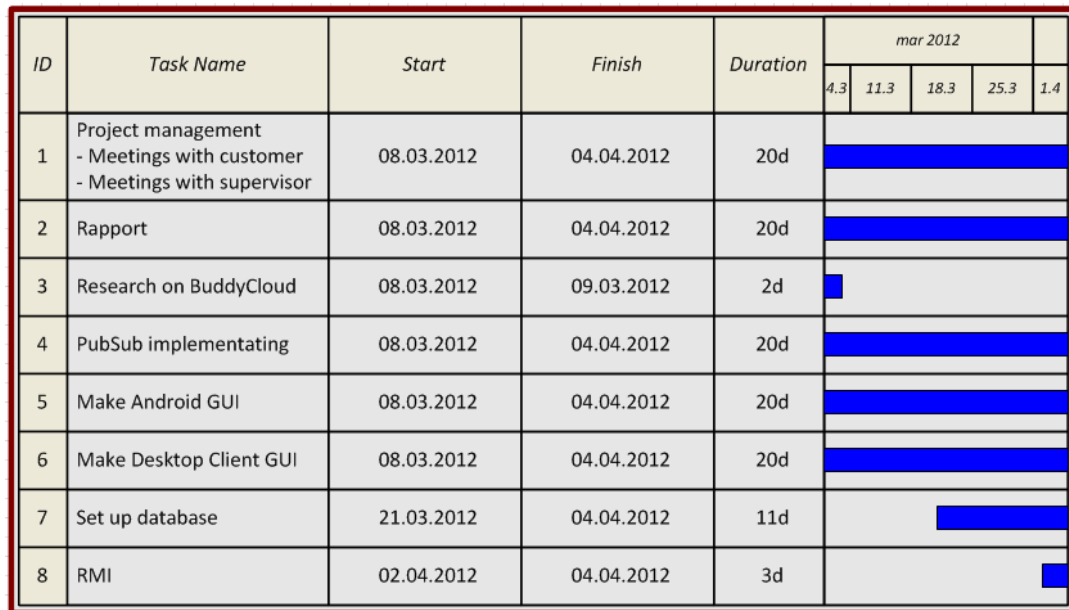 ID Task Name Start Finish Duration mar 2012
4.3 11.3 18.3 25.3 1.4
1 Project management
- Meetings with customer
- Meetings with supervisor 08.03.2012 04.04.2012 20d
2 Rapport 08.03.2012 04.04.2012 20d
3 Research on BuddyCloud 08.03.2012 09.03.2012 2d
4 PubSub implementating 08.03.2012 04.04.2012 20d
5 Make Android GUI 08.03.2012 04.04.2012 20d
6 Make Desktop Client GUI 08.03.2012 04.04.2012 20d
7 Set up database 21.03.2012 04.04.2012 11d
8 RMI 02.04.2012 04.04.2012 3d